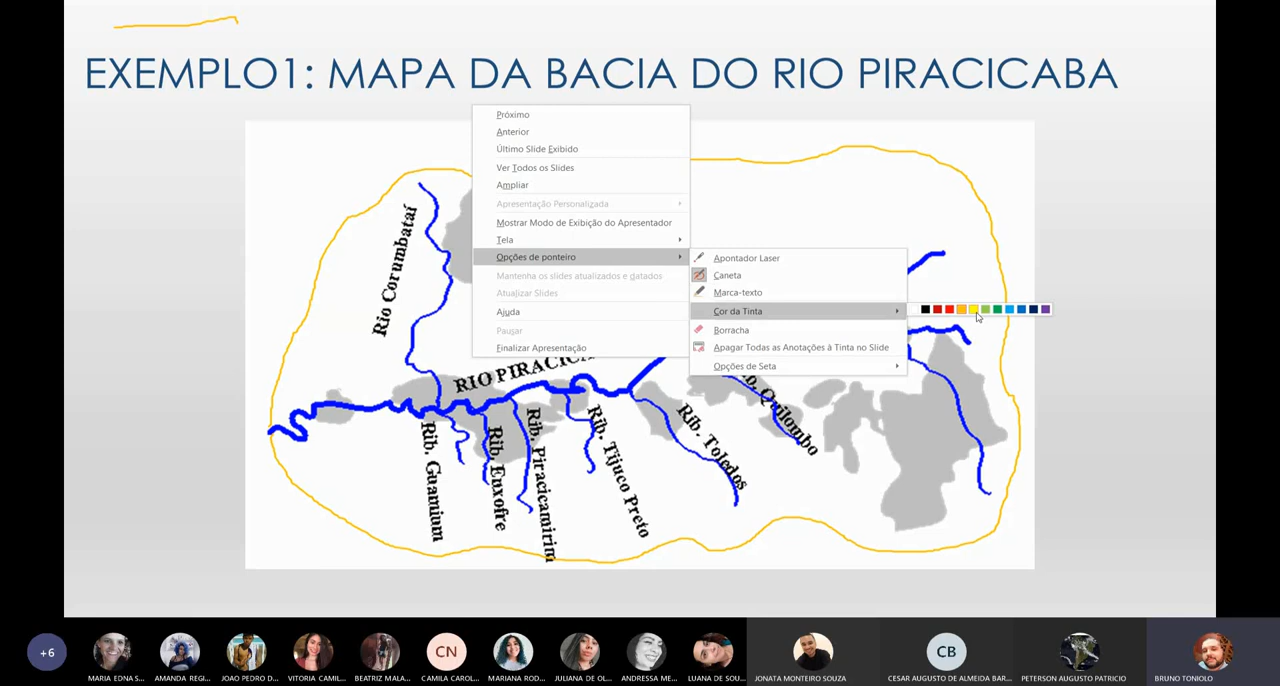 EXEMPLO1: MAPA DA BACIA DO RIO PIRACICABA
Próximo
Anterior
Último Slide Exibido
Ver Todos os Slides
Ampliar
Apresentação Personalizada
Mostrar Modo de Exibição do Apresentador
Tela
Opções de ponteiro
Mantenha os slides atualizados e datados
Atualizar Slides
Ajuda
Pausar
Finalizar Apresentação
Apontador Laser
Caneta
Marca-texto
Cor da Tinta
Borracha
Apagar Todas as Anotações à Tinta no Slide
Opções de Seta
Rio Corumbataí
RIO PIRACICA
Rib. Guamium
Rib. Enxofre
Rib. Piracicamirim
Rib. Tijuco Preto
Rib. Toledos
b. Quilombo
+6
CN
CB
MARIA EDNA S...
AMANDA REGI...
JOAO PEDRO D...
VITORIA CAMIL...
BEATRIZ MALA...
CAMILA CAROL...
MARIANA ROD...
JULIANA DE OL...
ANDRESSA ME...
LUANA DE SOU...
JONATA MONTEIRO SOUZA
CESAR AUGUSTO DE ALMEIDA BAR...
PETERSON AUGUSTO PATRICIO
BRUNO TONIOLO